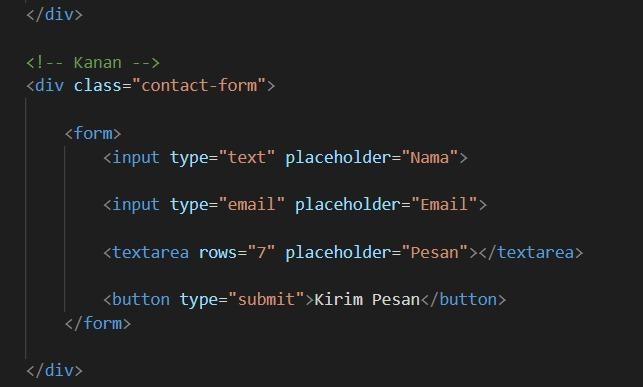 </div>
<!-- Kanan -->
<div class="contact-form">
<form>
<input type="text" placeholder="Nama">
<input type="email" placeholder="Email">
<textarea rows="7" placeholder="Pesan"></textarea>
<button type="submit">Kirim Pesan</button>
</form>
</div>